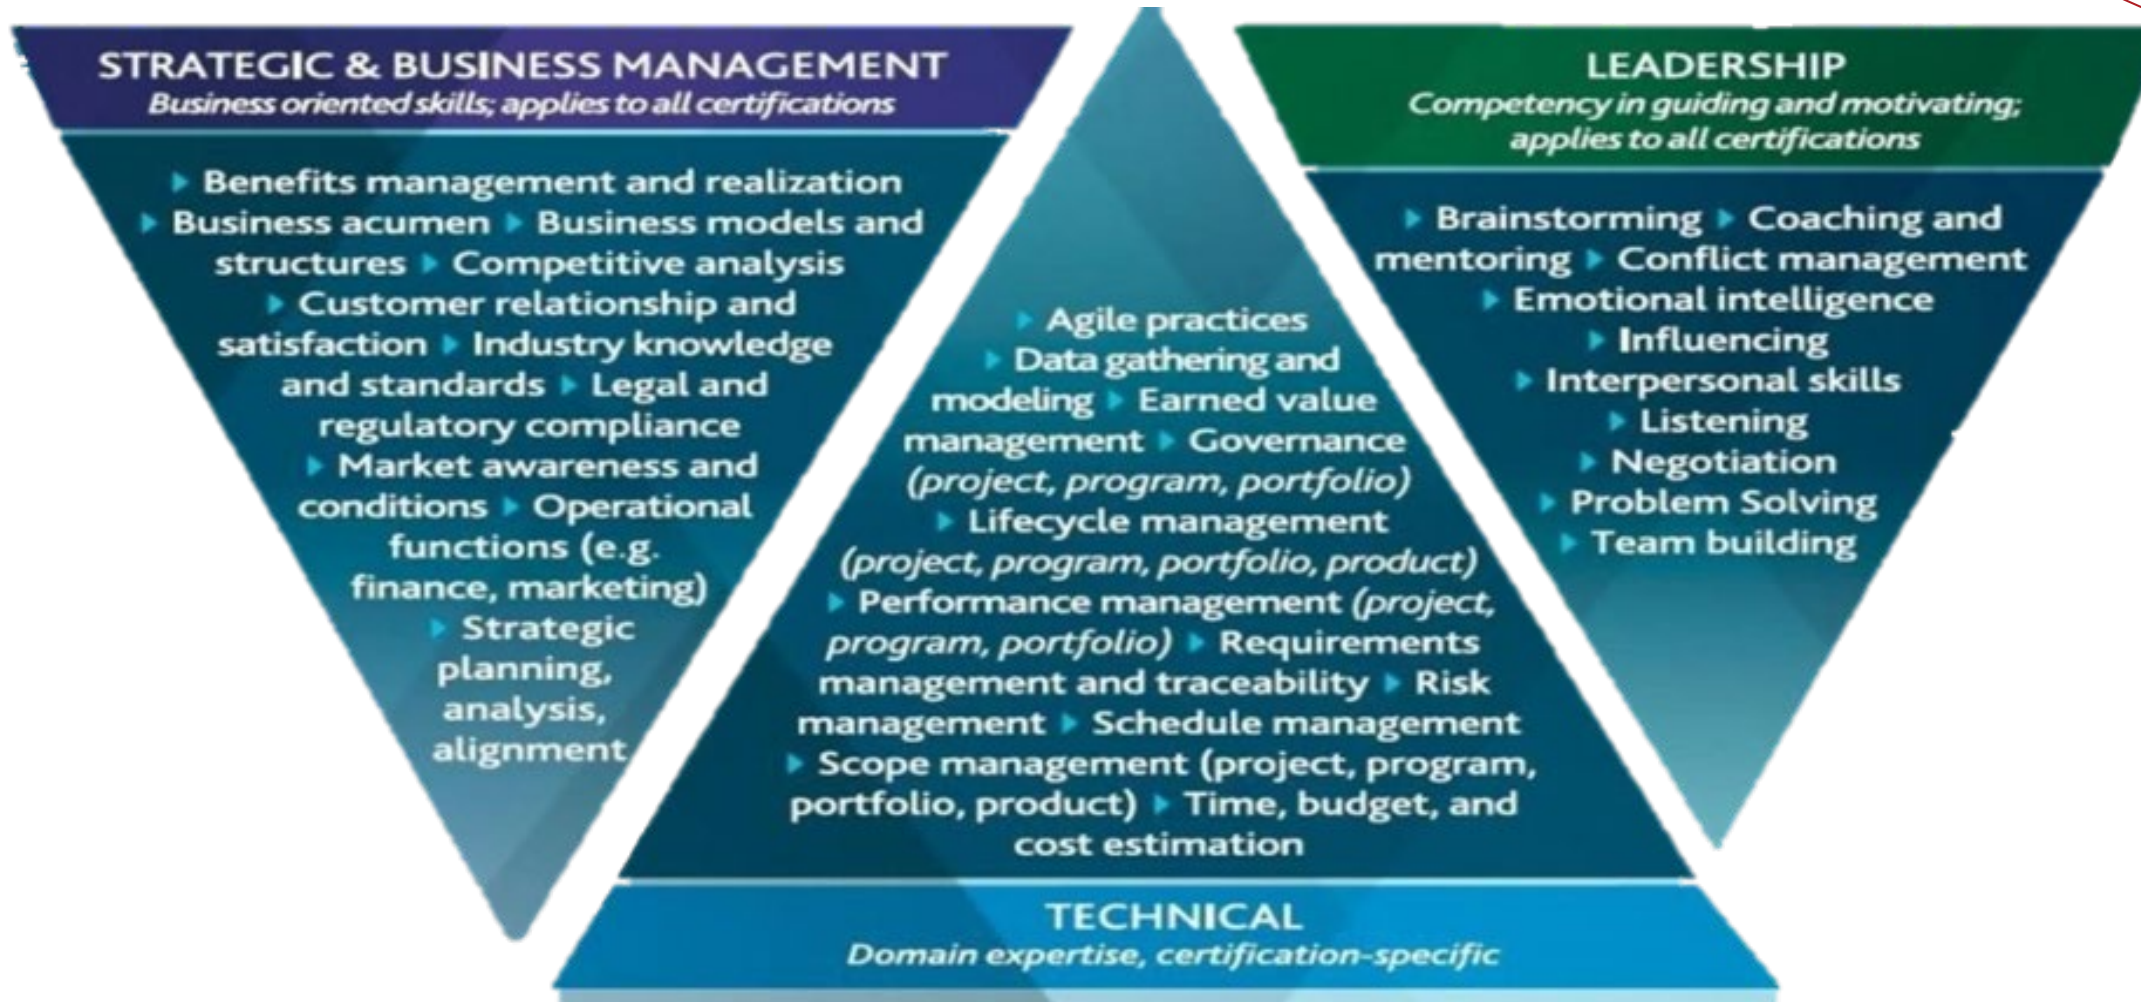 STRATEGIC & BUSINESS MANAGEMENT
Business oriented skills; applies to all certifications
▶ Benefits management and realization
▶ Business acumen ▶ Business models and
structures ▶ Competitive analysis
▶ Customer relationship and
satisfaction ▶ Industry knowledge
and standards ▶ Legal and
regulatory compliance
▶ Market awareness and
conditions ▶ Operational
functions (e.g.
finance, marketing)
▶ Strategic
planning,
analysis,
alignment
▶ Agile practices
▶ Data gathering and
modeling ▶ Earned value
management ▶ Governance
(project, program, portfolio)
▶ Lifecycle management
(project, program, portfolio, product)
▶ Performance management (project,
program, portfolio) ▶ Requirements
management and traceability ▶ Risk
management ▶ Schedule management
▶ Scope management (project, program,
portfolio, product) ▶ Time, budget, and
cost estimation
TECHNICAL
Domain expertise, certification-specific
LEADERSHIP
Competency in guiding and motivating;
applies to all certifications
▶ Brainstorming ▶ Coaching and
mentoring ▶ Conflict management
▶ Emotional intelligence
▶ Influencing
▶ Interpersonal skills
▶ Listening
▶ Negotiation
▶ Problem Solving
▶ Team building